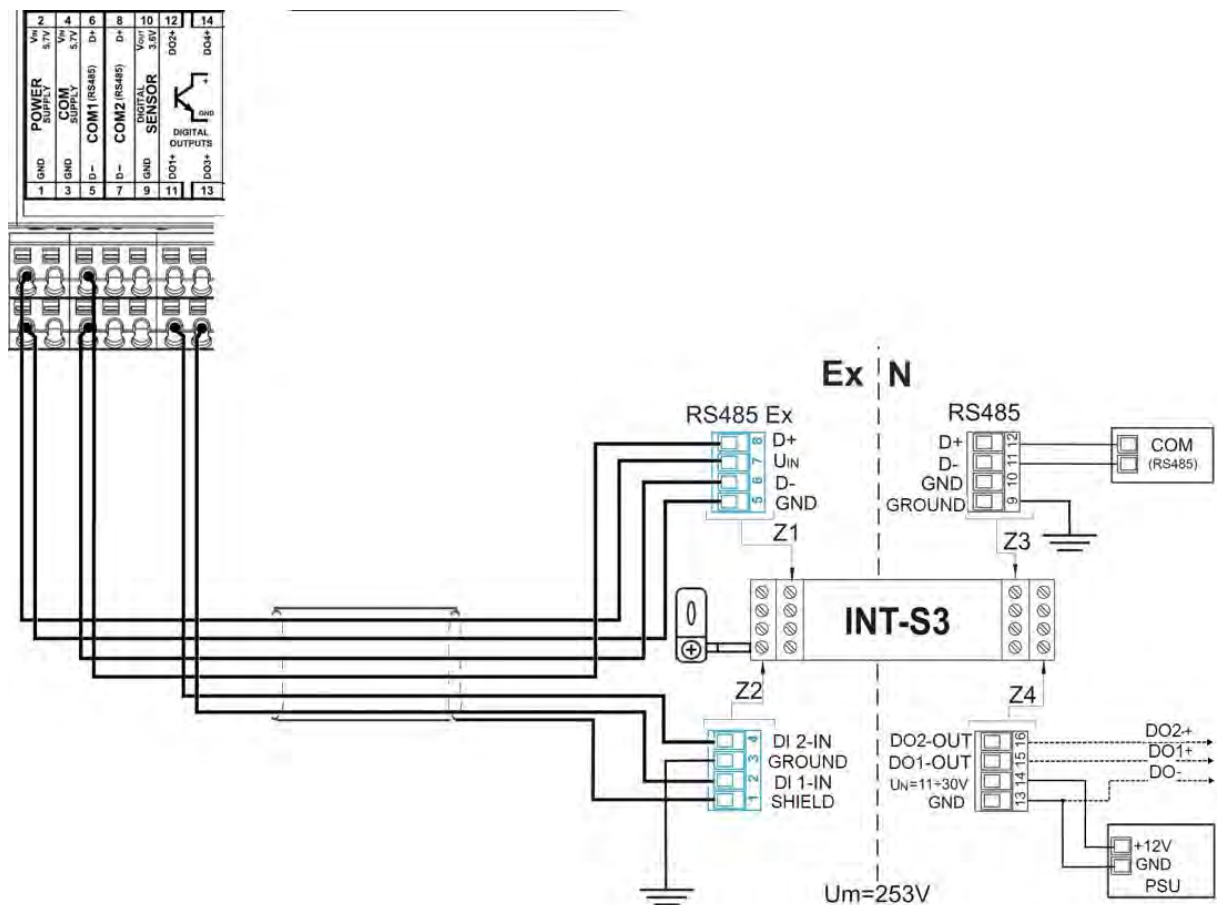 2 4 6 8 10 12 14
VIN 5.7V
VIN 5.7V
D+
D+
VOUT 3.6V
DO2+
DO4+
POWER SUPPLY
COM SUPPLY
COM1 (RS485)
COM2 (RS485)
DIGITAL SENSOR
+
GND
DIGITAL OUTPUTS
GND
GND
D–
D–
GND
DO1+
DO3+
1 3 5 7 9 11 13
Ex N
RS485 Ex
8 D+
7 UIN
6 D-
5 GND
Z1
RS485
D+ 12
D- 11
GND 10
GROUND 9
Z3
COM
(RS485)
INT-S3
Z2
Z4
4 DI 2-IN
3 GROUND
2 DI 1-IN
1 SHIELD
DO2-OUT 16
DO1-OUT 15
UN=11÷30V 14
GND 13
DO2-+
DO1+
DO-
+12V
GND
PSU
Um=253V